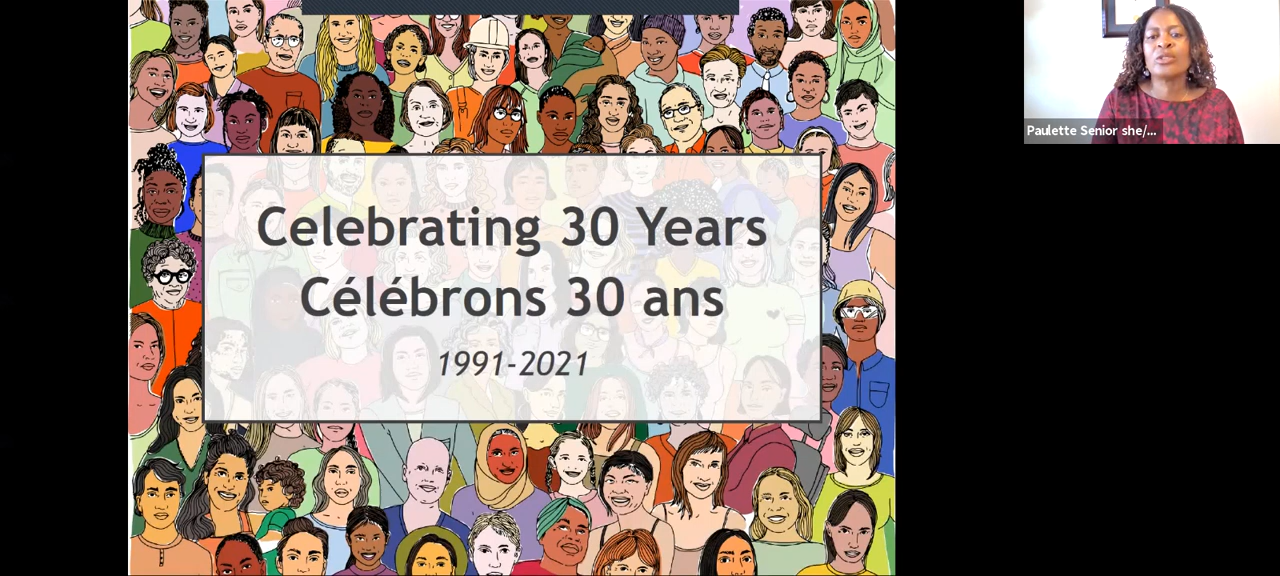 Celebrating 30 Years
Célébrons 30 ans
1991-2021
Paulette Senior she/...